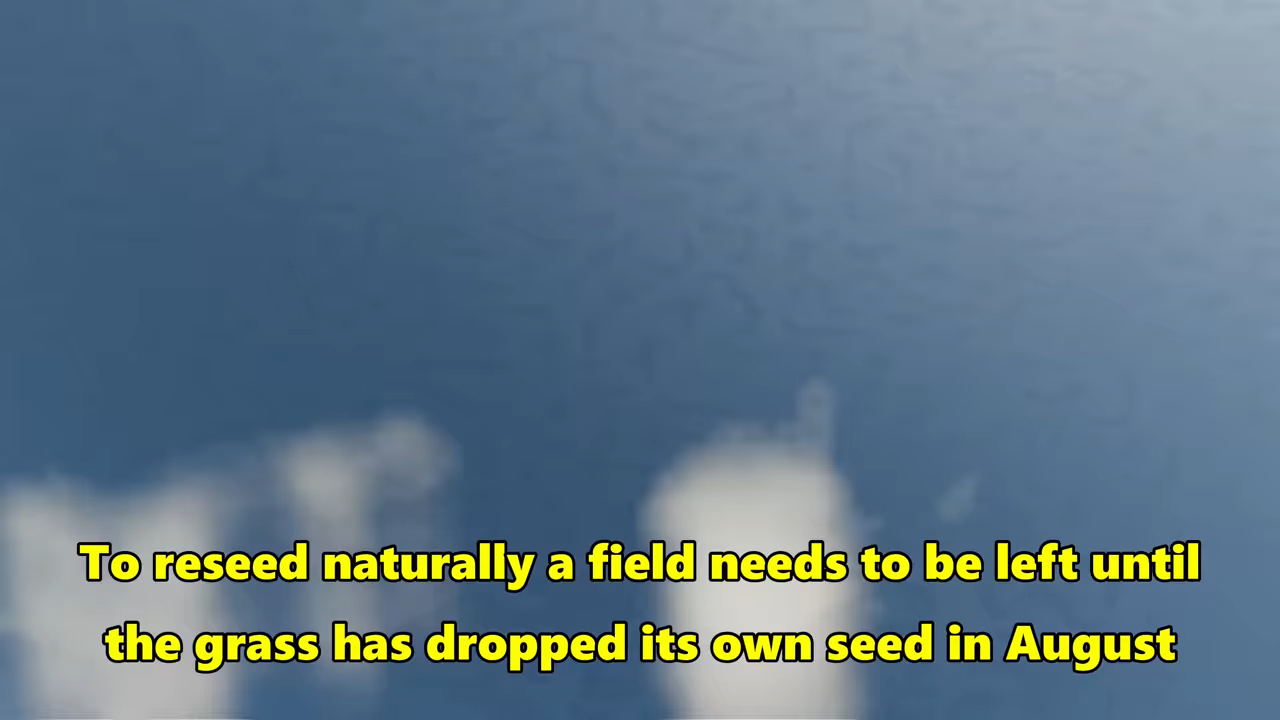 To reseed naturally a field needs to be left until
the grass has dropped its own seed in August